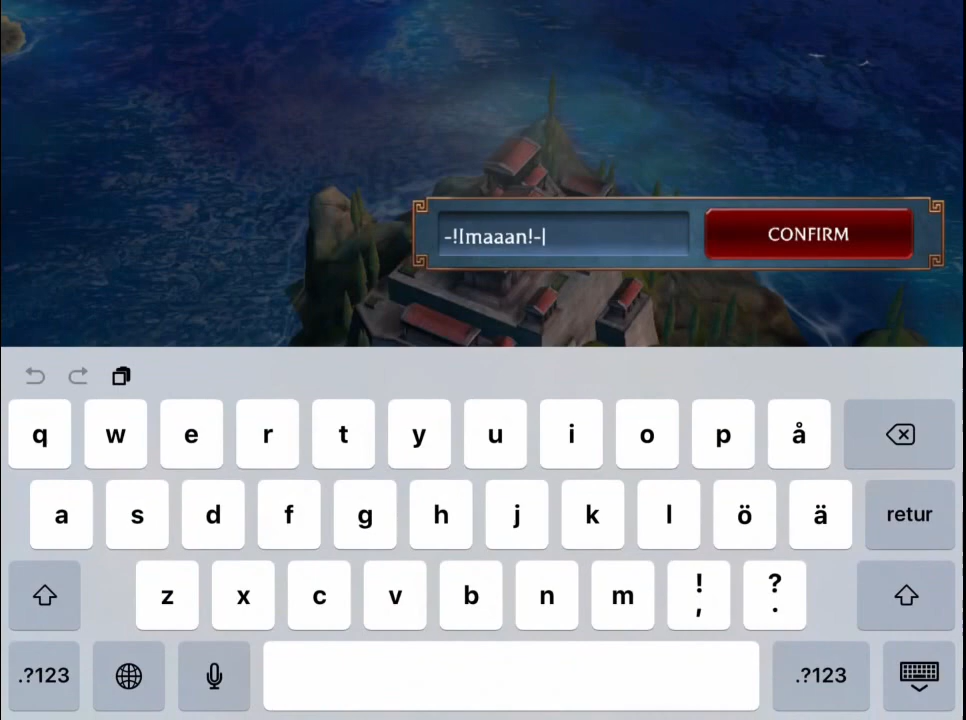 -!Imaaan!-
CONFIRM
q w e r t y u i o p å
a s d f g h j k l ö ä retur
z x c v b n m ! , ? .
.?123 .?123